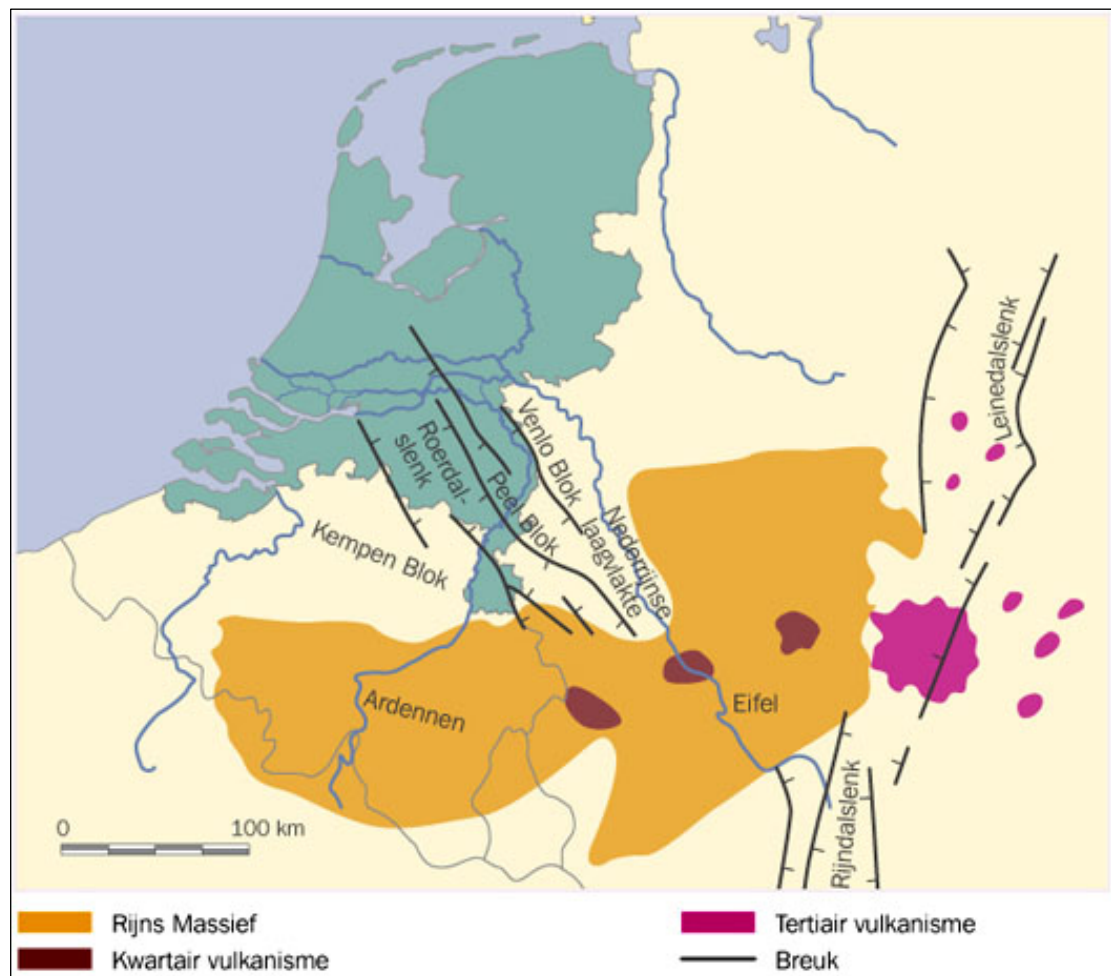 Leinedalslenk
Venlo Blok
Roerdal-
slenk
Peel Blok
Nederrijnse
laagvlakte
Kempen Blok
Ardennen
Eifel
Rijndalslenk
0 100 km
Rijns Massief
Kwartair vulkanisme
Tertiair vulkanisme
Breuk